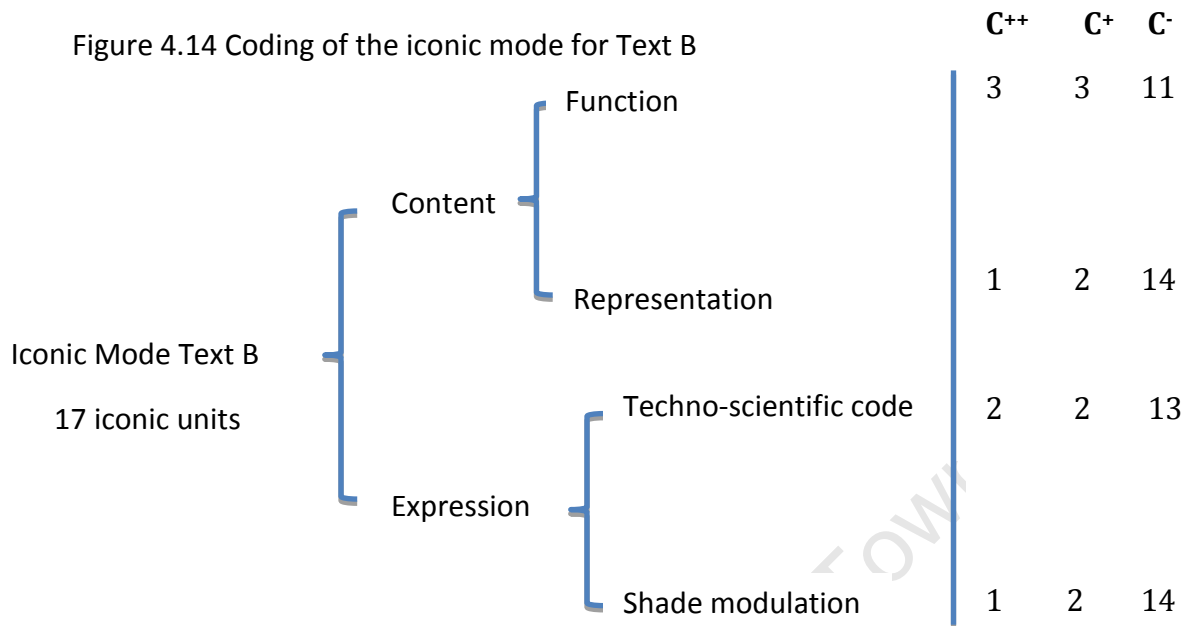 C++ C+ C-
Figure 4.14 Coding of the iconic mode for Text B
Function 3 3 11
Content
Representation 1 2 14
Iconic Mode Text B
17 iconic units
Techno-scientific code 2 2 13
Expression
Town
Shade modulation 1 2 14